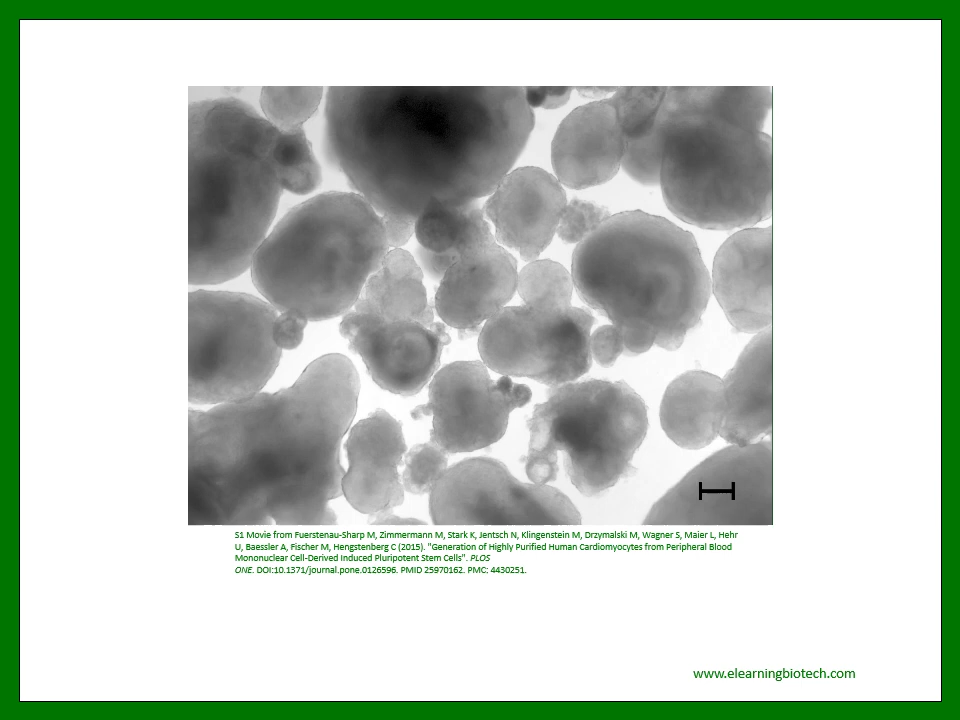 S1 Movie from Fuerstenau-Sharp M, Zimmermann M, Stark K, Jentsch N, Klingenstein M, Drzymalski M, Wagner S, Maier L, Hehr
U, Baessler A, Fischer M, Hengstenberg C (2015). "Generation of Highly Purified Human Cardiomyocytes from Peripheral Blood
Mononuclear Cell-Derived Induced Pluripotent Stem Cells". PLOS
ONE. DOI:10.1371/journal.pone.0126596. PMID 25970162. PMC: 4430251.
www.elearningbiotech.com